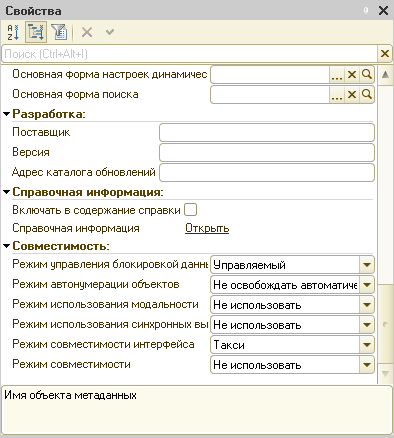 Свойства
Поиск (Ctrl+Alt+I)
Основная форма настроек динамичес
Основная форма поиска
Разработка:
Поставщик
Версия
Адрес каталога обновлений
Справочная информация:
Включать в содержание справки
Справочная информация Открыть
Совместимость:
Режим управления блокировкой данны Управляемый
Режим автонумерации объектов Не освобождать автоматиче
Режим использования модальности Не использовать
Режим использования синхронных вы Не использовать
Режим совместимости интерфейса Такси
Режим совместимости Не использовать
Имя объекта метаданных